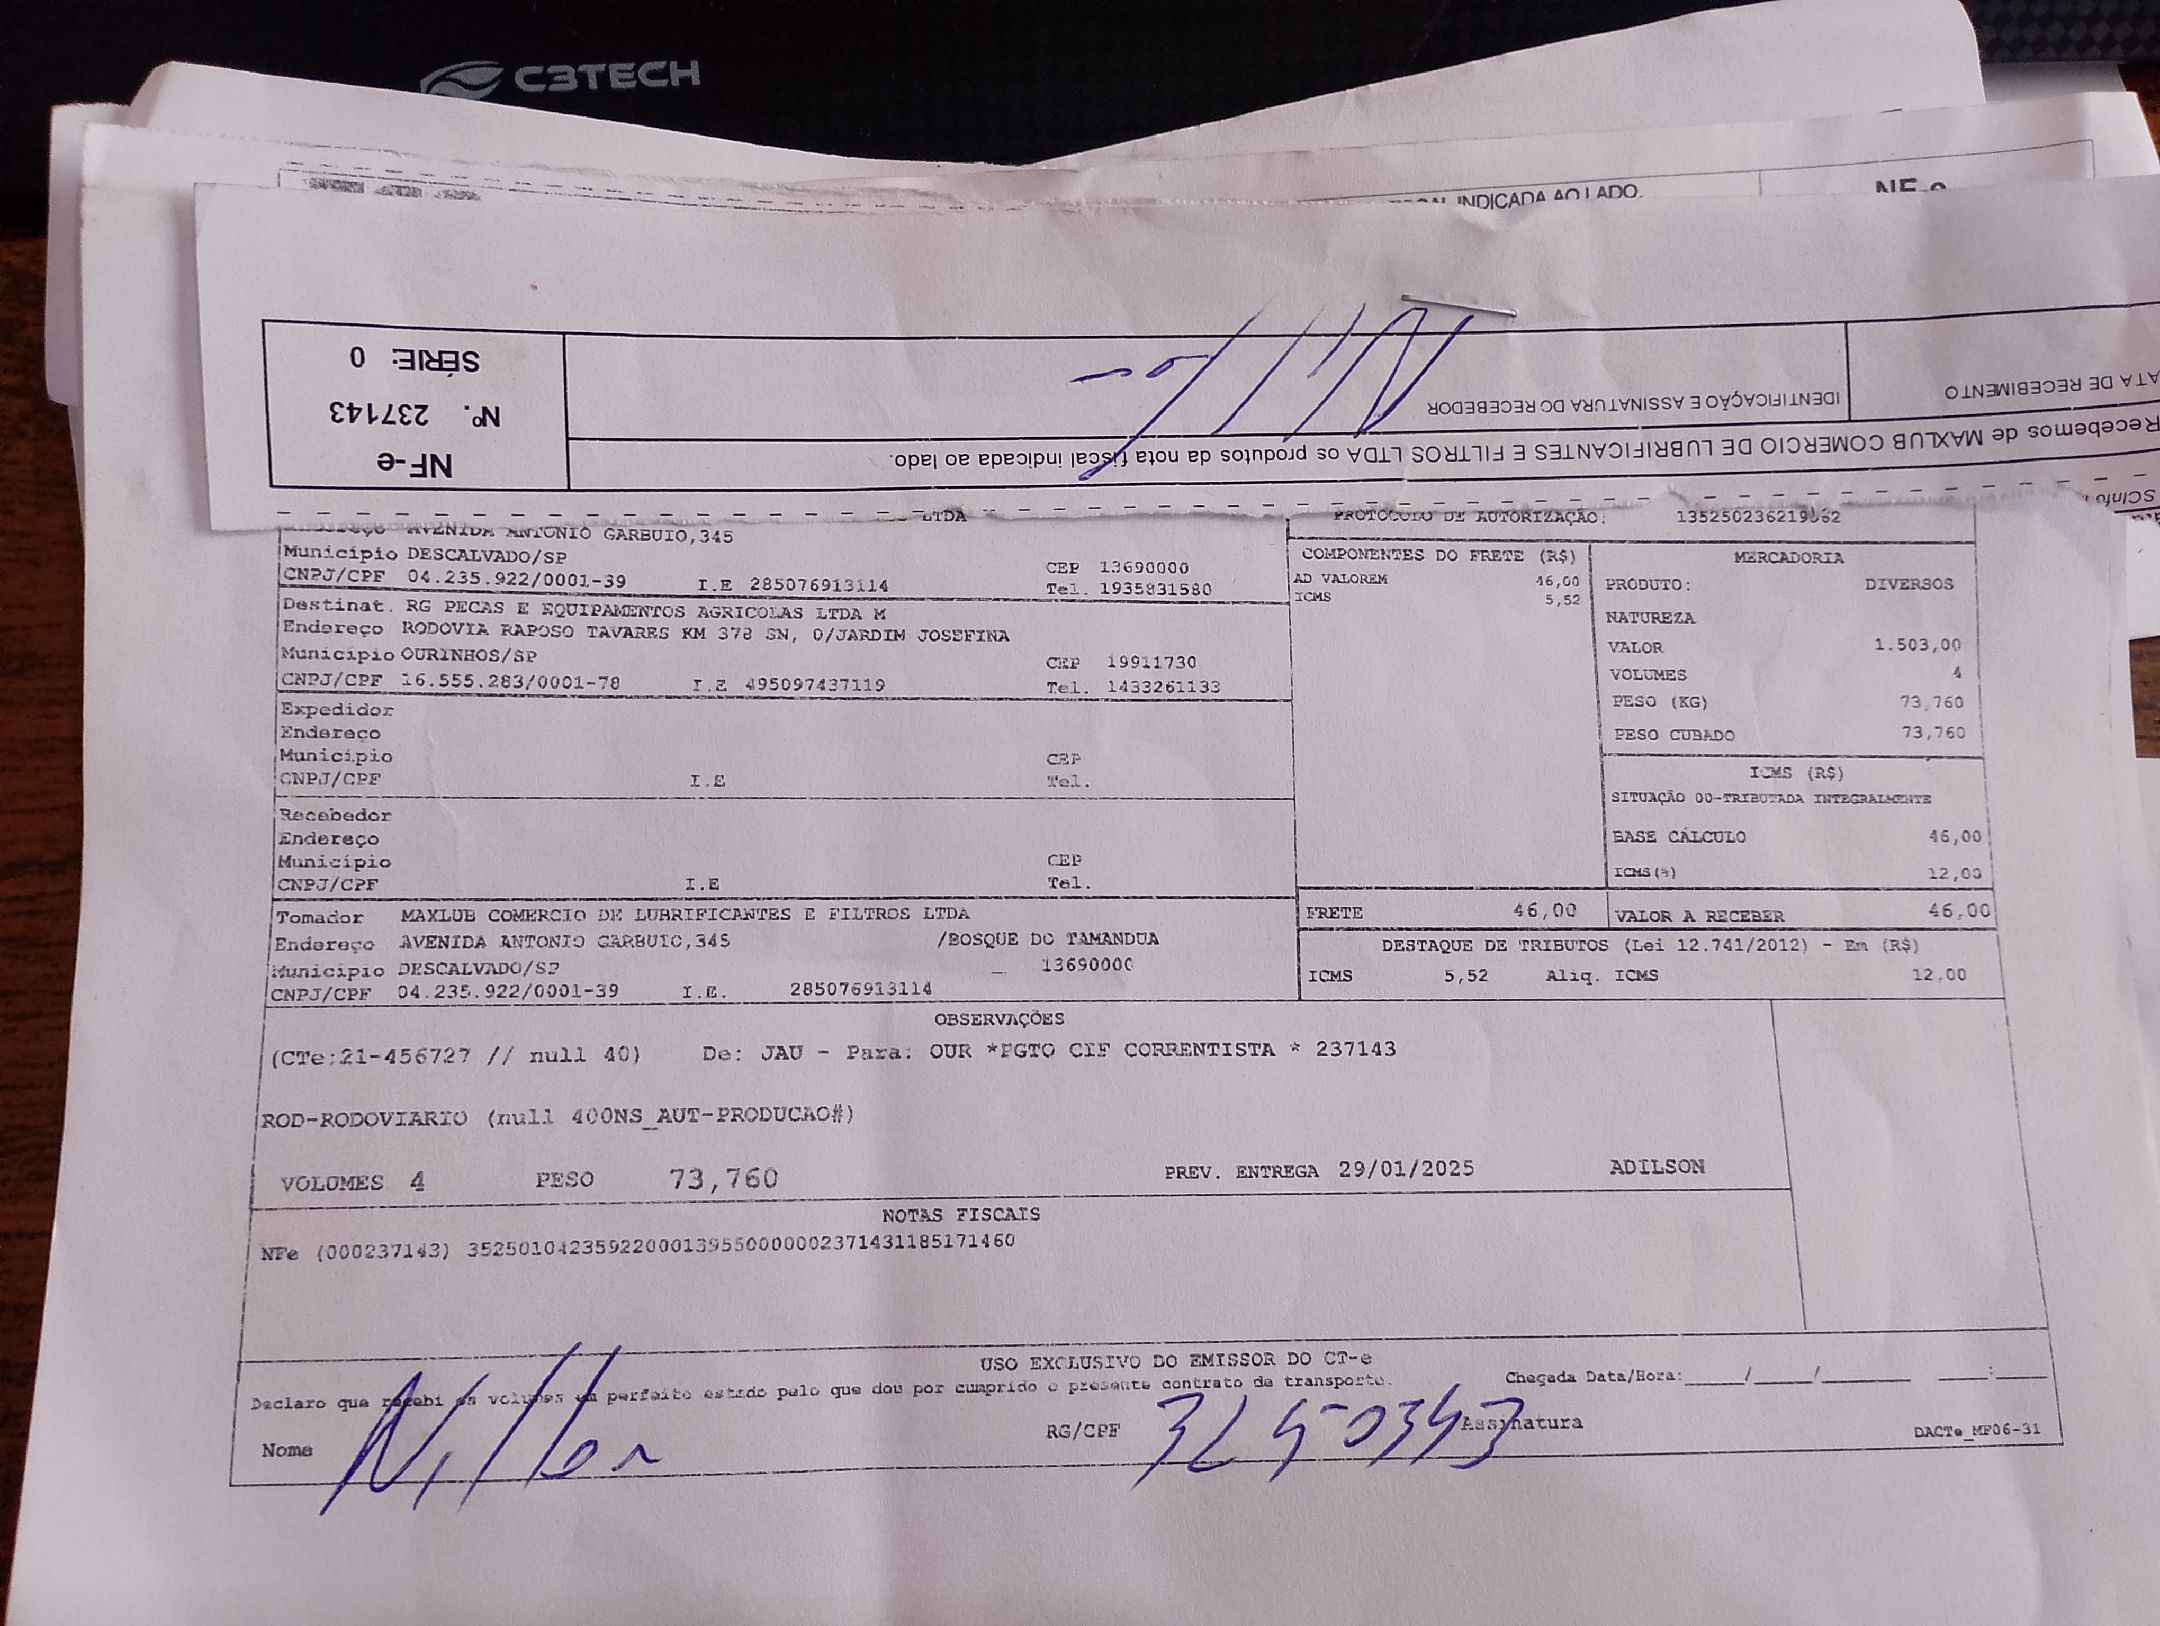 C3TECH
INDICADA AO LADO.
NF-e
SÉRIE: 0
Nº. 237143
NF-e
DATA DE RECEBIMENTO
IDENTIFICAÇÃO E ASSINATURA DO RECEBEDOR
Recebemos de MAXLUB COMERCIO DE LUBRIFICANTES E FILTROS LTDA os produtos da nota fiscal indicada ao lado.
LTDA
AVENIDA ANTONIO GARBUIO,345
Município DESCALVADO/SP CEP 13690000
CNPJ/CPF 04.235.922/0001-39 I.E 285076913114 Tel. 1935831580
Destinat. RG PECAS E EQUIPAMENTOS AGRICOLAS LTDA M
Endereço RODOVIA RAPOSO TAVARES KM 378 SN, 0/JARDIM JOSEFINA
Município OURINHOS/SP CEP 19911730
CNPJ/CPF 16.555.283/0001-78 I.E 495097437119 Tel. 1433261133
Expedidor
Endereço
Município CEP
CNPJ/CPF I.E Tel.
Recebedor
Endereço
Município CEP
CNPJ/CPF I.E Tel.
Tomador MAXLUB COMERCIO DE LUBRIFICANTES E FILTROS LTDA
Endereço AVENIDA ANTONIO GARBUIO,345 /BOSQUE DO TAMANDUA
Município DESCALVADO/SP 13690000
CNPJ/CPF 04.235.922/0001-39 I.E. 285076913114
PROTOCOLO DE AUTORIZAÇÃO:
COMPONENTES DO FRETE (R$)
AD VALOREM 46,00
ICMS 5,52
MERCADORIA
PRODUTO: DIVERSOS
NATUREZA
VALOR 1.503,00
VOLUMES 4
PESO (KG) 73,760
PESO CUBADO 73,760
ICMS (R$)
SITUAÇÃO 00-TRIBUTADA INTEGRALMENTE
BASE CÁLCULO 46,00
ICMS(%) 12,00
FRETE 46,00 VALOR A RECEBER 46,00
DESTAQUE DE TRIBUTOS (Lei 12.741/2012) - Em (R$)
ICMS 5,52 Aliq. ICMS 12,00
OBSERVAÇÕES
(CTe:21-456727 // null 40) De: JAU - Para: OUR *PGTO CIF CORRENTISTA * 237143
ROD-RODOVIARIO (null 400NS_AUT-PRODUCAO#)
VOLUMES 4 PESO 73,760 PREV. ENTREGA 29/01/2025 ADILSON
NOTAS FISCAIS
NFe (000237143) 35250104235922000139550000002371431185171460
USO EXCLUSIVO DO EMISSOR DO CT-e
Declaro que recebi os volumes em perfeito estado pelo que dou por cumprido o presente contrato de transporte. Chegada Data/Hora:____/____/______ ____:____
Nome RG/CPF Assinatura DACTe_MF06-31